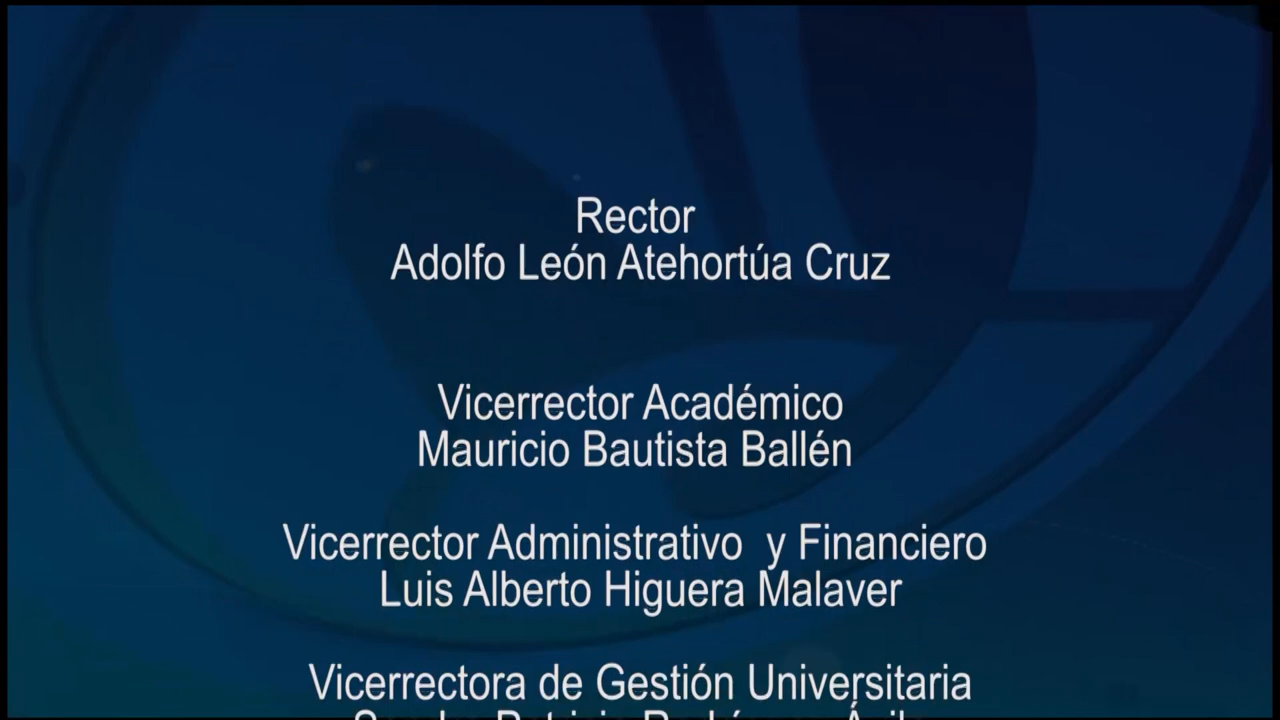 Rector
Adolfo León Atehortúa Cruz
Vicerrector Académico
Mauricio Bautista Ballén
Vicerrector Administrativo  y Financiero
Luis Alberto Higuera Malaver
Vicerrectora de Gestión Universitaria